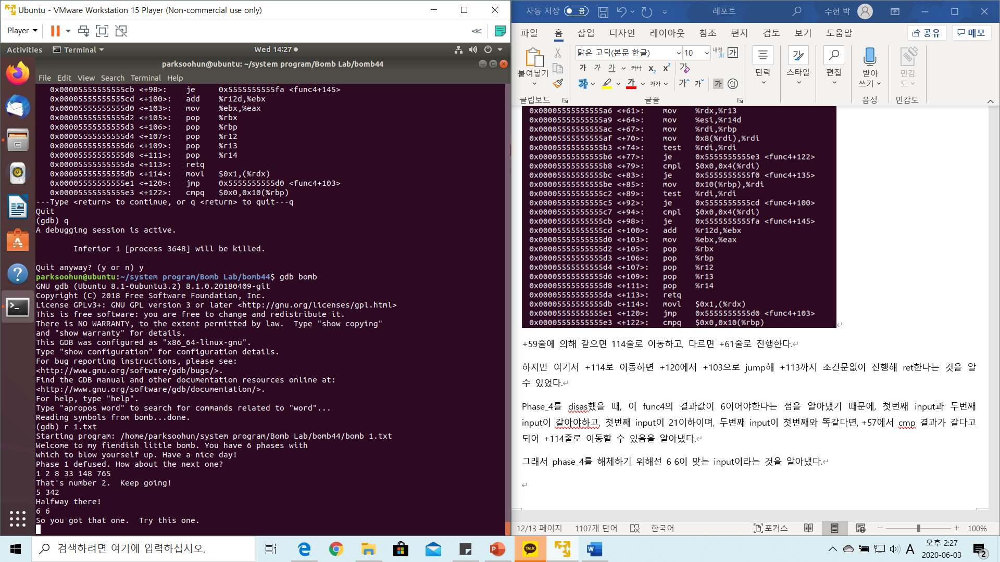 Ubuntu - VMware Workstation 15 Player (Non-commercial use only)
Player
Activities
Terminal
Wed 14:27
parksoohun@ubuntu: ~/system program/Bomb Lab/bomb44
File Edit View Search Terminal Help
0x00005555555555cb <+98>: je 0x5555555555fa <func4+145>
0x00005555555555cd <+100>: add %r12d,%ebx
0x00005555555555d0 <+103>: mov %ebx,%eax
0x00005555555555d2 <+105>: pop %rbx
0x00005555555555d3 <+106>: pop %rbp
0x00005555555555d4 <+107>: pop %r12
0x00005555555555d6 <+109>: pop %r13
0x00005555555555d8 <+111>: pop %r14
0x00005555555555da <+113>: retq
0x00005555555555db <+114>: movl $0x1,(%rdx)
0x00005555555555e1 <+120>: jmp 0x5555555555d0 <func4+103>
0x00005555555555e3 <+122>: cmpq $0x0,0x10(%rbp)
---Type <return> to continue, or q <return> to quit---q
Quit
(gdb) q
A debugging session is active.
Inferior 1 [process 3648] will be killed.
Quit anyway? (y or n) y
parksoohun@ubuntu:~/system program/Bomb Lab/bomb44$ gdb bomb
GNU gdb (Ubuntu 8.1-0ubuntu3.2) 8.1.0.20180409-git
Copyright (C) 2018 Free Software Foundation, Inc.
License GPLv3+: GNU GPL version 3 or later <http://gnu.org/licenses/gpl.html>
This is free software: you are free to change and redistribute it.
There is NO WARRANTY, to the extent permitted by law.  Type "show copying"
and "show warranty" for details.
This GDB was configured as "x86_64-linux-gnu".
Type "show configuration" for configuration details.
For bug reporting instructions, please see:
<http://www.gnu.org/software/gdb/bugs/>.
Find the GDB manual and other documentation resources online at:
<http://www.gnu.org/software/gdb/documentation/>.
For help, type "help".
Type "apropos word" to search for commands related to "word"...
Reading symbols from bomb...done.
(gdb) r 1.txt
Starting program: /home/parksoohun/system program/Bomb Lab/bomb44/bomb 1.txt
Welcome to my fiendish little bomb. You have 6 phases with
which to blow yourself up. Have a nice day!
Phase 1 defused. How about the next one?
1 2 8 33 148 765
That's number 2.  Keep going!
5 342
Halfway there!
6 6
So you got that one.  Try this one.
자동 저장 끔 레포트 수헌 박
파일 홈 삽입 디자인 레이아웃 참조 편지 검토 보기 도움말 공유 메모
붙여넣기
맑은 고딕(본문 한글) 10
단락 스타일 편집 받아쓰기 민감도
클립보드 글꼴 음성 민감도
0x00005555555555a6 <+61>: mov %rdx,%r13
0x00005555555555a9 <+64>: mov %esi,%r14d
0x00005555555555ac <+67>: mov %rdi,%rbp
0x00005555555555af <+70>: mov 0x8(%rdi),%rdi
0x00005555555555b3 <+74>: test %rdi,%rdi
0x00005555555555b6 <+77>: je 0x5555555555e3 <func4+122>
0x00005555555555b8 <+79>: cmpl $0x0,0x4(%rdi)
0x00005555555555bc <+83>: je 0x5555555555f0 <func4+135>
0x00005555555555be <+85>: mov 0x10(%rbp),%rdi
0x00005555555555c2 <+89>: test %rdi,%rdi
0x00005555555555c5 <+92>: je 0x5555555555cd <func4+100>
0x00005555555555c7 <+94>: cmpl $0x0,0x4(%rdi)
0x00005555555555cb <+98>: je 0x5555555555fa <func4+145>
0x00005555555555cd <+100>: add %r12d,%ebx
0x00005555555555d0 <+103>: mov %ebx,%eax
0x00005555555555d2 <+105>: pop %rbx
0x00005555555555d3 <+106>: pop %rbp
0x00005555555555d4 <+107>: pop %r12
0x00005555555555d6 <+109>: pop %r13
0x00005555555555d8 <+111>: pop %r14
0x00005555555555da <+113>: retq
0x00005555555555db <+114>: movl $0x1,(%rdx)
0x00005555555555e1 <+120>: jmp 0x5555555555d0 <func4+103>
0x00005555555555e3 <+122>: cmpq $0x0,0x10(%rbp)
+59줄에 의해 같으면 114줄로 이동하고, 다르면 +61줄로 진행한다.
하지만 여기서 +114로 이동하면 +120에서 +103으로 jump해 +113까지 조건문없이 진행해 ret한다는 것을 알
수 있었다.
Phase_4를 disas했을 때, 이 func4의 결과값이 6이어야한다는 점을 알아냈기 때문에, 첫번째 input과 두번째
input이 같아야하고, 첫번째 input이 21이하이며, 두번째 input이 첫번째와 똑같다면, +57에서 cmp 결과가 같다고
되어 +114줄로 이동할 수 있음을 알아냈다.
그래서 phase_4를 해체하기 위해선 6 6이 맞는 input이라는 것을 알아냈다.
12/13 페이지 1107개 단어 한국어 포커스 100%
검색하려면 여기에 입력하십시오.
TALK
A 오후 2:27
2020-06-03
2